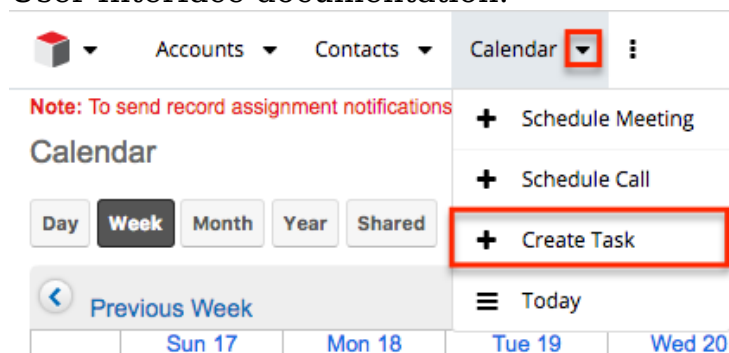 User Interface documentation.
Accounts Contacts Calendar
Note: To send record assignment notifications
Schedule Meeting
Calendar
Schedule Call
Day Week Month Year Shared
Create Task
Previous Week
Today
Sun 17 Mon 18 Tue 19 Wed 20